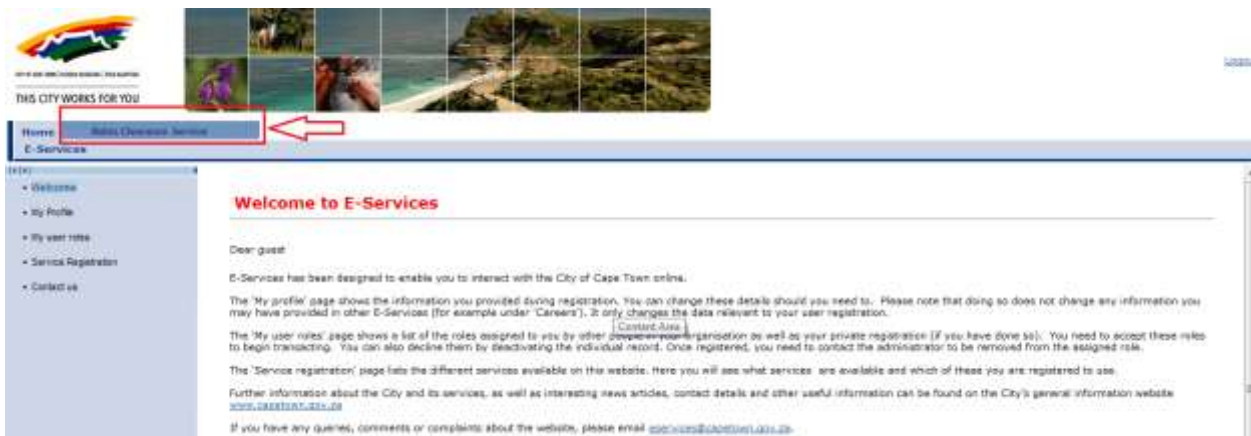 THIS CITY WORKS FOR YOU
Logout
Home Rates Clearance Service
E-Services
• Welcome
• My Profile
• My user roles
• Service Registration
• Contact us
Welcome to E-Services
Dear guest
E-Services has been designed to enable you to interact with the City of Cape Town online.
The 'My profile' page shows the information you provided during registration. You can change these details should you need to. Please note that doing so does not change any information you
may have provided in other E-Services (for example under 'Careers'). It only changes the data relevant to your user registration.
Content Area
The 'My user roles' page shows a list of the roles assigned to you by other people in your organisation as well as your private registration (if you have done so). You need to accept these roles
to begin transacting. You can also decline them by deactivating the individual record. Once registered, you need to contact the administrator to be removed from the assigned role.
The 'Service registration' page lists the different services available on this website. Here you will see what services are available and which of these you are registered to use.
Further information about the City and its services, as well as interesting news articles, contact details and other useful information can be found on the City's general information website
www.capetown.gov.za
If you have any queries, comments or complaints about the website, please email eservices@capetown.gov.za.